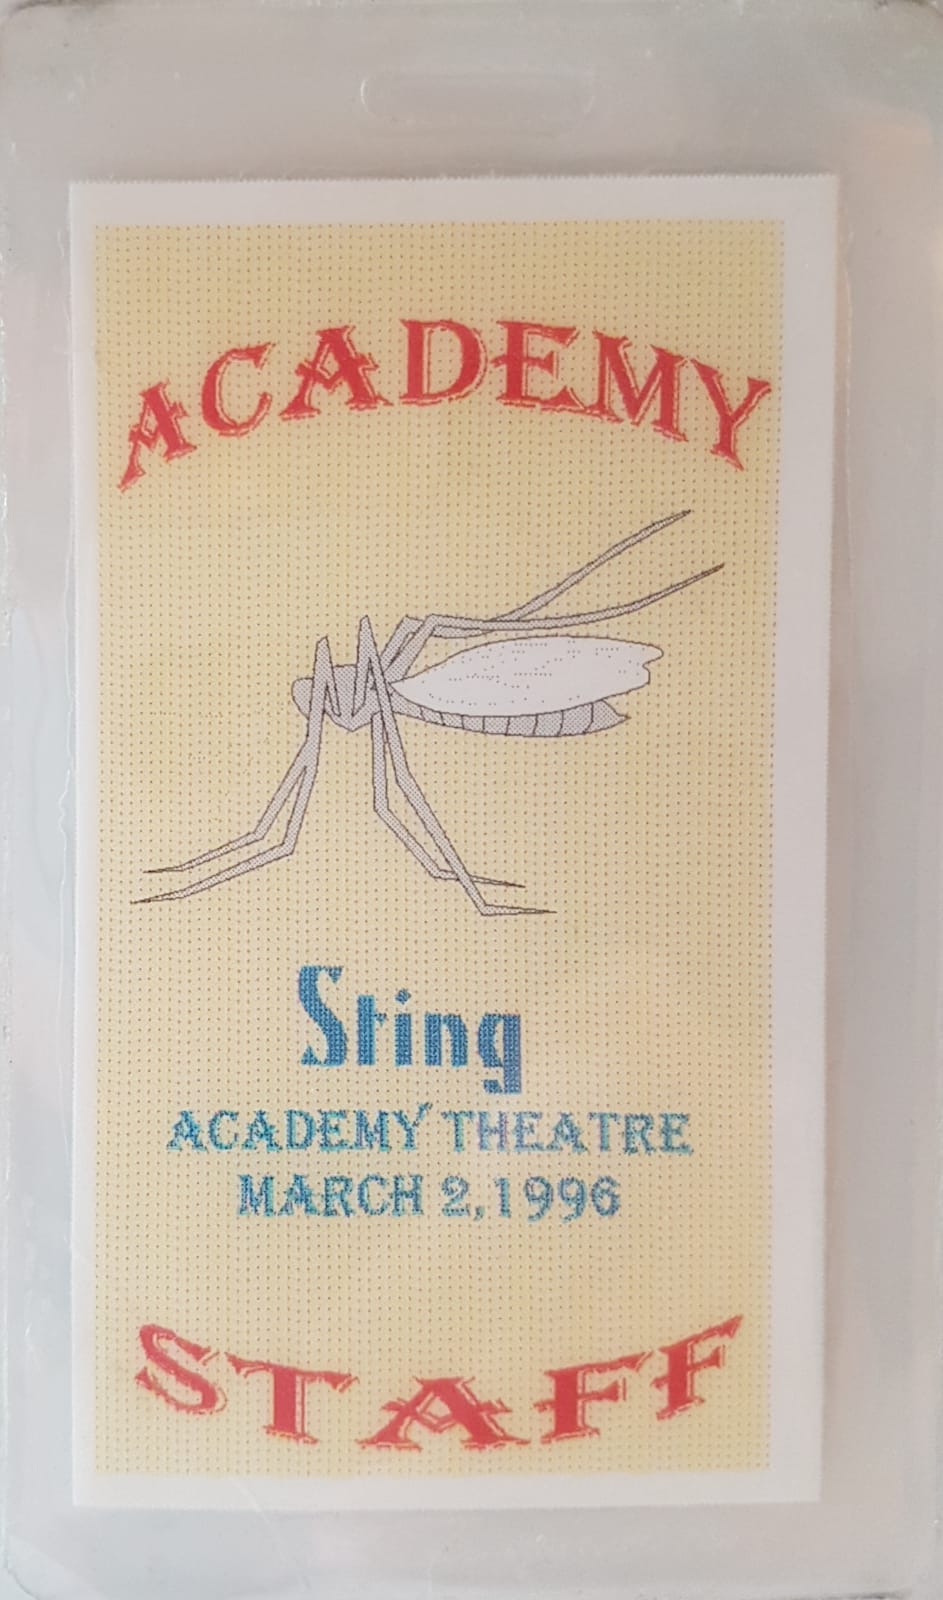 ACADEMY
Sting
ACADEMY THEATRE
MARCH 2,1996
STAFF